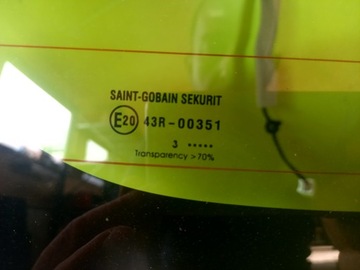 SAINT-GOBAIN SEKURIT
E20 43R-00351
3 •••••
Transparency >70%